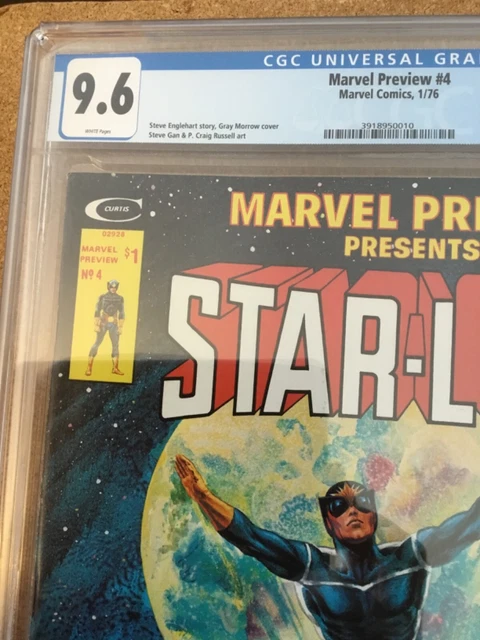 CGC UNIVERSAL GRA
9.6
WHITE Pages
Marvel Preview #4
Marvel Comics, 1/76
Steve Englehart story, Gray Morrow cover
Steve Gan & P. Craig Russell art
3918950010
CURTIS
MARVEL PRE
PRESENTS
02928
MARVEL
PREVIEW $1
Nº 4
STAR-L